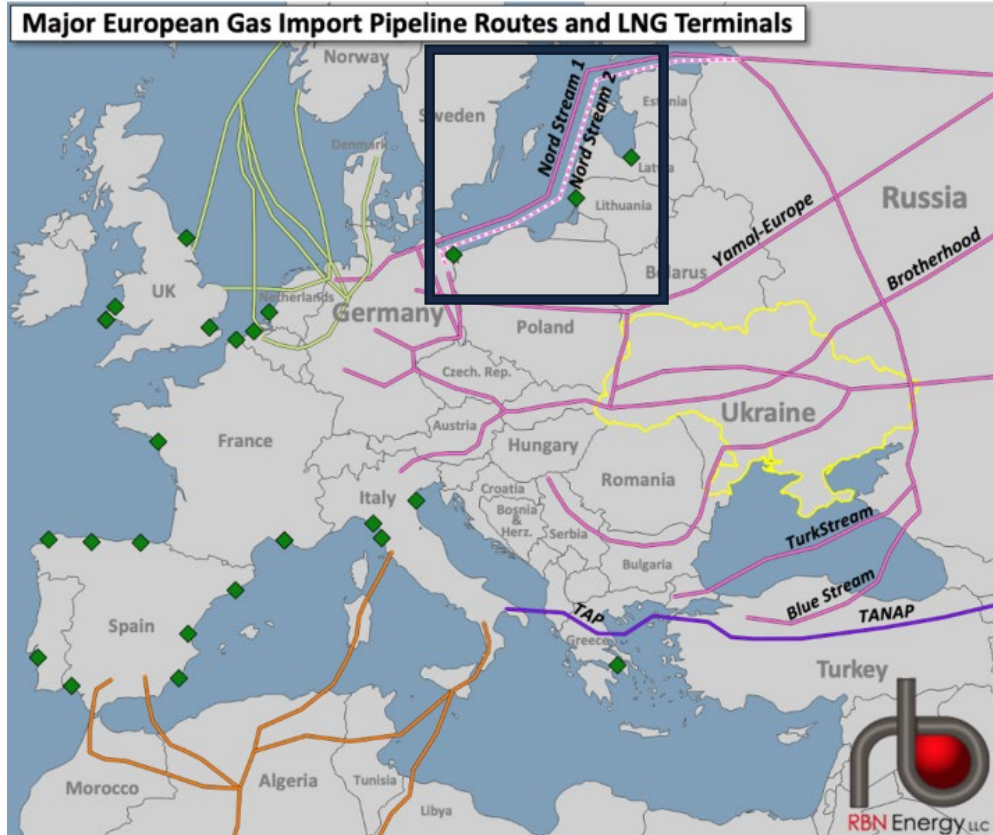 Major European Gas Import Pipeline Routes and LNG Terminals
Norway
Sweden
Nord Stream 1
Nord Stream 2
Estonia
Latvia
Lithuania
Denmark
Russia
Yamal-Europe
Brotherhood
UK
Netherlands
Germany
Belarus
Poland
Czech. Rep.
Ukraine
France
Austria
Hungary
Romania
Italy
Croatia
Bosnia
&
Herz.
Serbia
Bulgaria
TurkStream
Blue Stream
TAP
TANAP
Greece
Turkey
Spain
Morocco
Algeria
Tunisia
Libya
rb
RBN Energy LLC